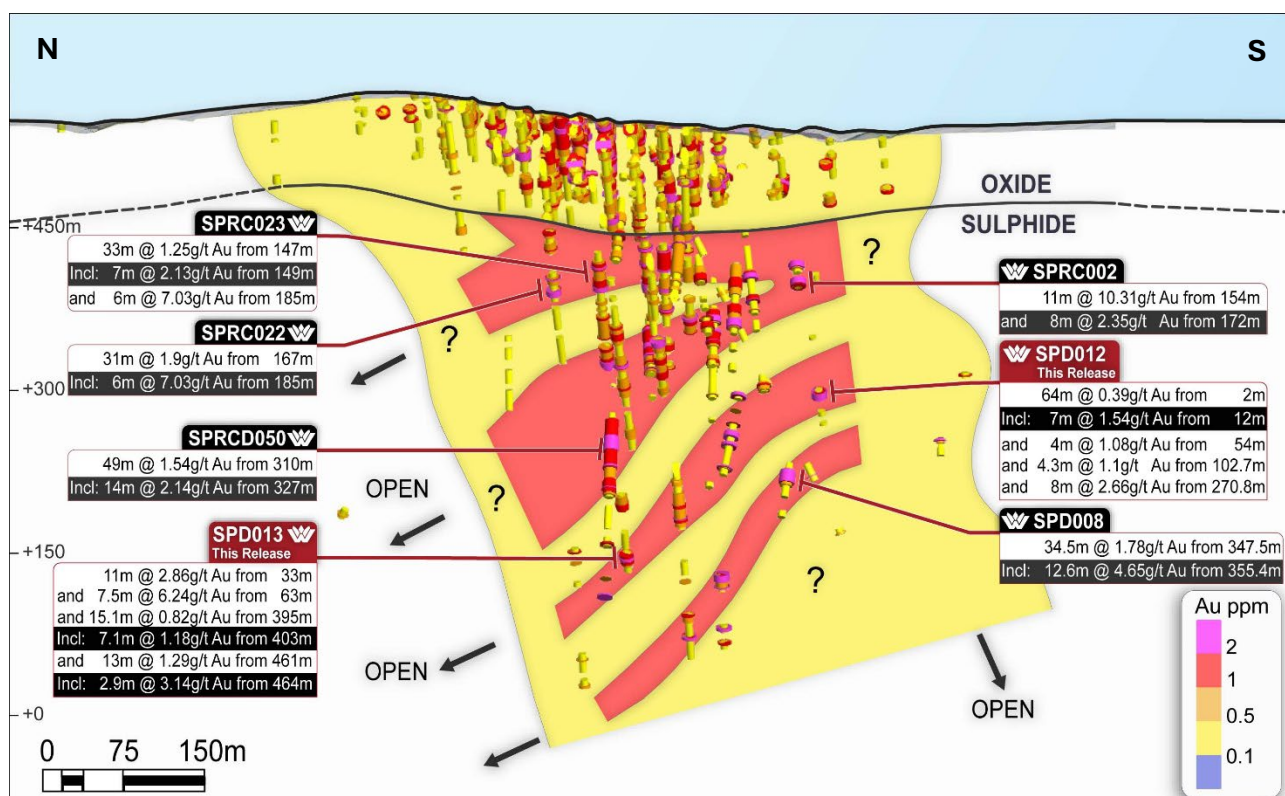 N
S
OXIDE
SULPHIDE
+450m
+300
+150
+0
SPRC023
33m @ 1.25g/t Au from 147m
Incl: 7m @ 2.13g/t Au from 149m
and 6m @ 7.03g/t Au from 185m
SPRC022
31m @ 1.9g/t Au from 167m
Incl: 6m @ 7.03g/t Au from 185m
SPRCD050
49m @ 1.54g/t Au from 310m
Incl: 14m @ 2.14g/t Au from 327m
SPD013
This Release
11m @ 2.86g/t Au from 33m
and 7.5m @ 6.24g/t Au from 63m
and 15.1m @ 0.82g/t Au from 395m
Incl: 7.1m @ 1.18g/t Au from 403m
and 13m @ 1.29g/t Au from 461m
Incl: 2.9m @ 3.14g/t Au from 464m
?
?
?
?
OPEN
OPEN
OPEN
SPRC002
11m @ 10.31g/t Au from 154m
and 8m @ 2.35g/t Au from 172m
SPD012
This Release
64m @ 0.39g/t Au from 2m
Incl: 7m @ 1.54g/t Au from 12m
and 4m @ 1.08g/t Au from 54m
and 4.3m @ 1.1g/t Au from 102.7m
and 8m @ 2.66g/t Au from 270.8m
SPD008
34.5m @ 1.78g/t Au from 347.5m
Incl: 12.6m @ 4.65g/t Au from 355.4m
Au ppm
2
1
0.5
0.1
0 75 150m